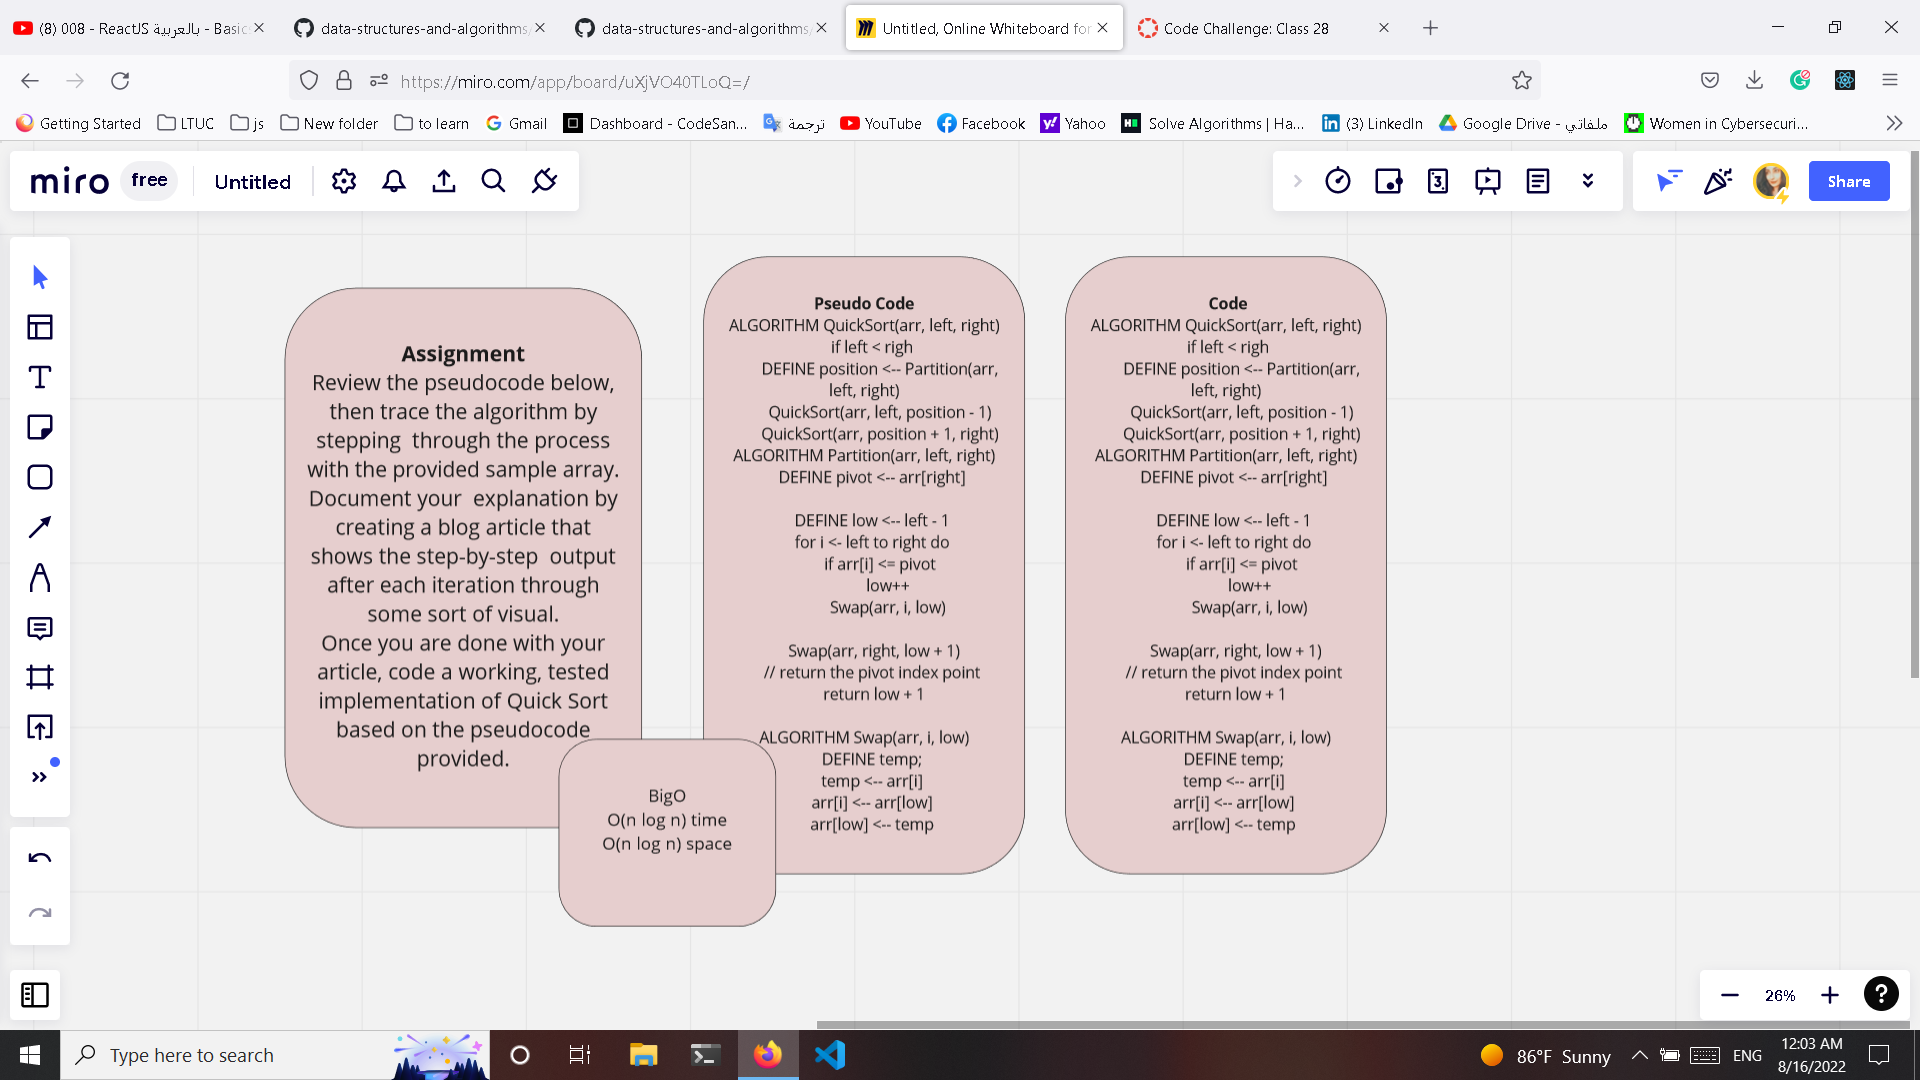 (8) 008 - ReactJS بالعربية - Basic
data-structures-and-algorithms/
data-structures-and-algorithms/
Untitled, Online Whiteboard for
Code Challenge: Class 28
https://miro.com/app/board/uXjVO40TLoQ=/
Getting Started
LTUC
js
New folder
to learn
Gmail
Dashboard - CodeSan...
ترجمة
YouTube
Facebook
Yahoo
Solve Algorithms | Ha...
(3) LinkedIn
ملفاتي - Google Drive
Women in Cybersecuri...
miro
free
Untitled
3
Share
Assignment
Review the pseudocode below,
then trace the algorithm by
stepping  through the process
with the provided sample array.
Document your  explanation by
creating a blog article that
shows the step-by-step  output
after each iteration through
some sort of visual.
Once you are done with your
article, code a working, tested
implementation of Quick Sort
based on the pseudocode
provided.
BigO
O(n log n) time
O(n log n) space
Pseudo Code
ALGORITHM QuickSort(arr, left, right)
if left < righ
DEFINE position <-- Partition(arr,
left, right)
QuickSort(arr, left, position - 1)
QuickSort(arr, position + 1, right)
ALGORITHM Partition(arr, left, right)
DEFINE pivot <-- arr[right]
DEFINE low <-- left - 1
for i <- left to right do
if arr[i] <= pivot
low++
Swap(arr, i, low)
Swap(arr, right, low + 1)
// return the pivot index point
return low + 1
ALGORITHM Swap(arr, i, low)
DEFINE temp;
temp <-- arr[i]
arr[i] <-- arr[low]
arr[low] <-- temp
Code
ALGORITHM QuickSort(arr, left, right)
if left < righ
DEFINE position <-- Partition(arr,
left, right)
QuickSort(arr, left, position - 1)
QuickSort(arr, position + 1, right)
ALGORITHM Partition(arr, left, right)
DEFINE pivot <-- arr[right]
DEFINE low <-- left - 1
for i <- left to right do
if arr[i] <= pivot
low++
Swap(arr, i, low)
Swap(arr, right, low + 1)
// return the pivot index point
return low + 1
ALGORITHM Swap(arr, i, low)
DEFINE temp;
temp <-- arr[i]
arr[i] <-- arr[low]
arr[low] <-- temp
26%
?
Type here to search
86°F Sunny
ENG
12:03 AM
8/16/2022